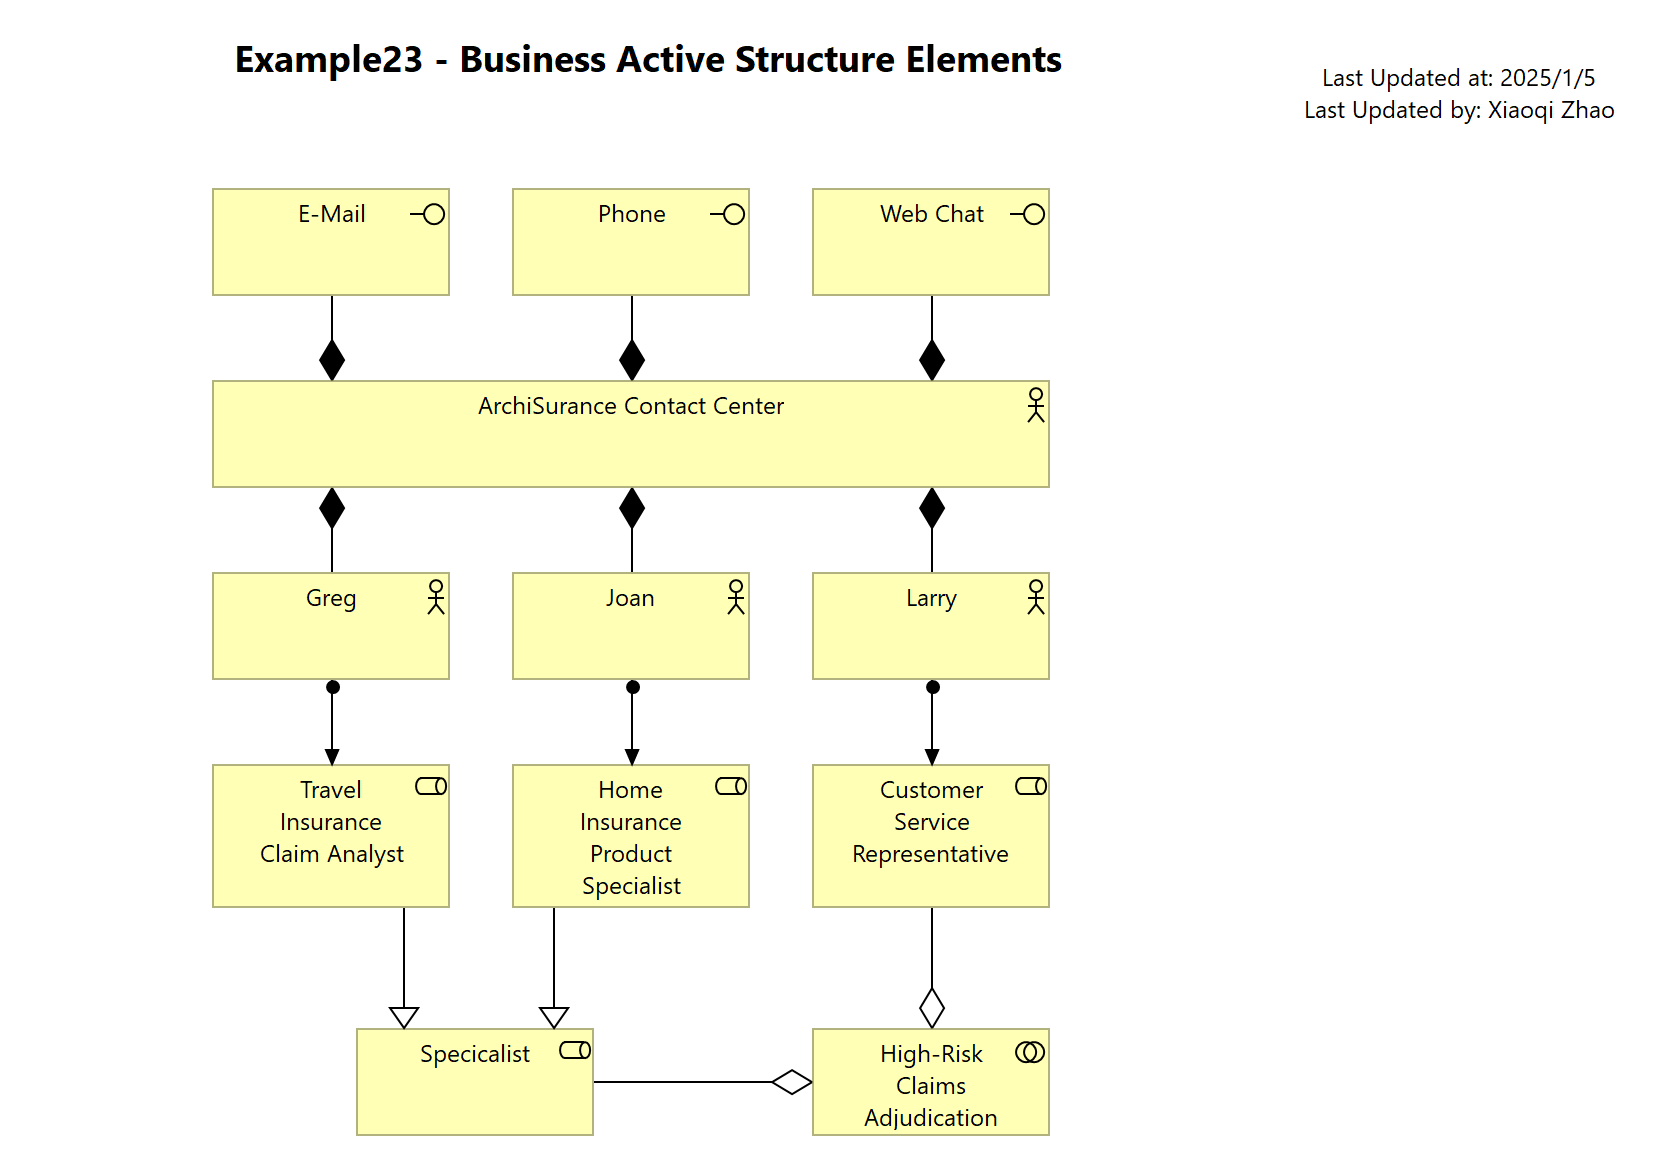 Example23 - Business Active Structure Elements
Last Updated at: 2025/1/5
Last Updated by: Xiaoqi Zhao
E-Mail
Phone
Web Chat
ArchiSurance Contact Center
Greg
Joan
Larry
Travel
Insurance
Claim Analyst
Home
Insurance
Product
Specialist
Customer
Service
Representative
Specicalist
High-Risk
Claims
Adjudication